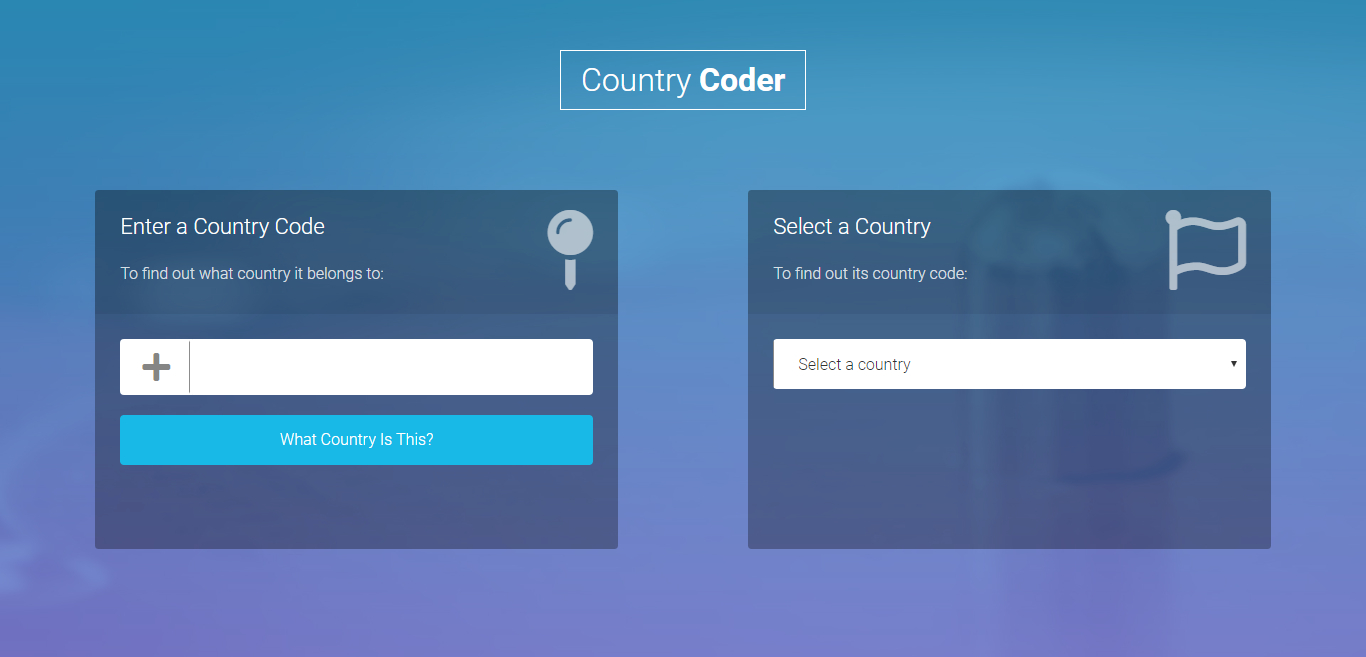 Country Coder
Enter a Country Code
To find out what country it belongs to:
What Country Is This?
Select a Country
To find out its country code:
Select a country